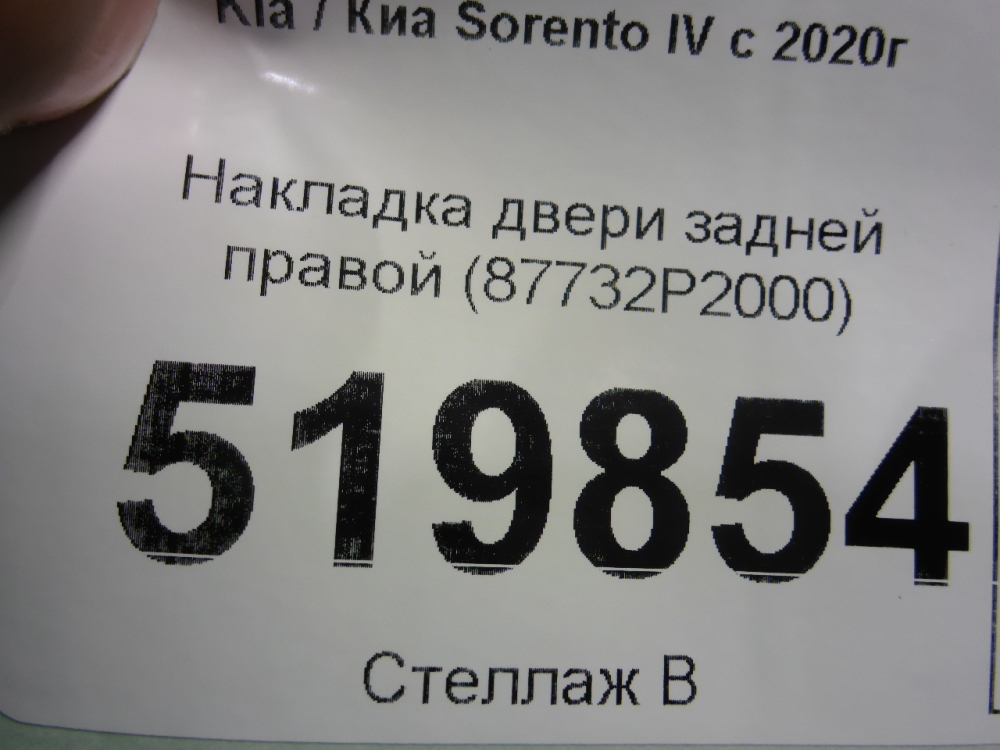 Kia / Киа Sorento IV с 2020г
Накладка двери задней
правой (87732P2000)
519854
Стеллаж В